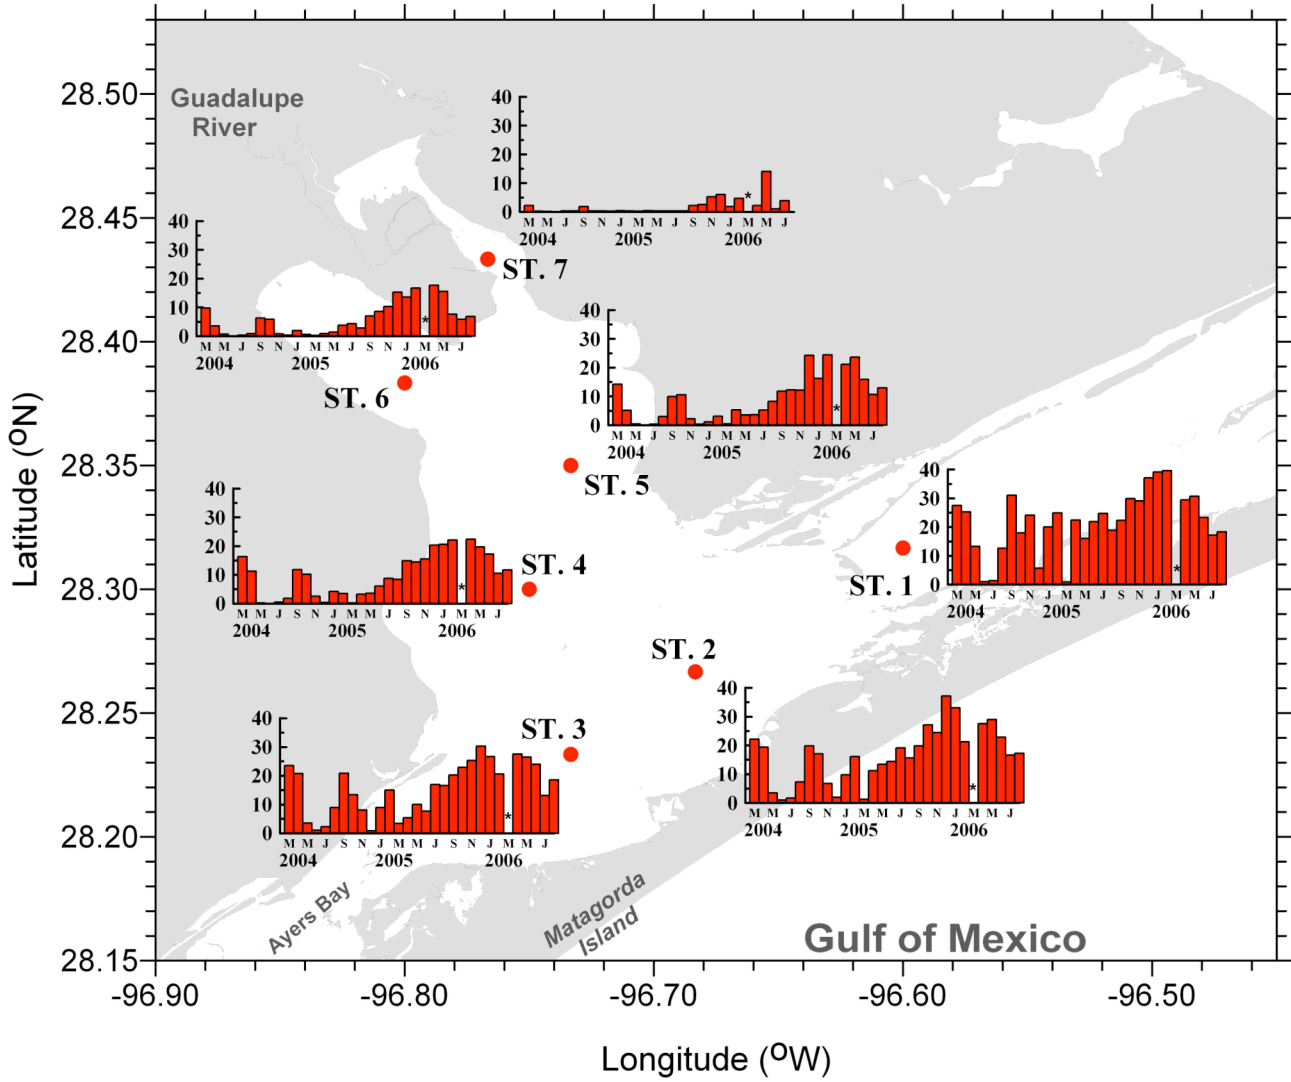 28.50
28.45
28.40
28.35
28.30
28.25
28.20
28.15
-96.90
-96.80
-96.70
-96.60
-96.50
Latitude (ºN)
Longitude (ºW)
Guadalupe
River
40
30
20
10
0
*
M M J S N J M M J S N J M M J
2004 2005 2006
ST. 7
40
30
20
10
0
*
M M J S N J M M J S N J M M J
2004 2005 2006
ST. 6
40
30
20
10
0
*
M M J S N J M M J S N J M M J
2004 2005 2006
ST. 5
40
30
20
10
0
*
M M J S N J M M J S N J M M J
2004 2005 2006
ST. 4
40
30
20
10
0
*
M M J S N J M M J S N J M M J
2004 2005 2006
ST. 1
ST. 2
40
30
20
10
0
*
M M J S N J M M J S N J M M J
2004 2005 2006
ST. 3
40
30
20
10
0
*
M M J S N J M M J S N J M M J
2004 2005 2006
Ayers Bay
Matagorda
Island
Gulf of Mexico